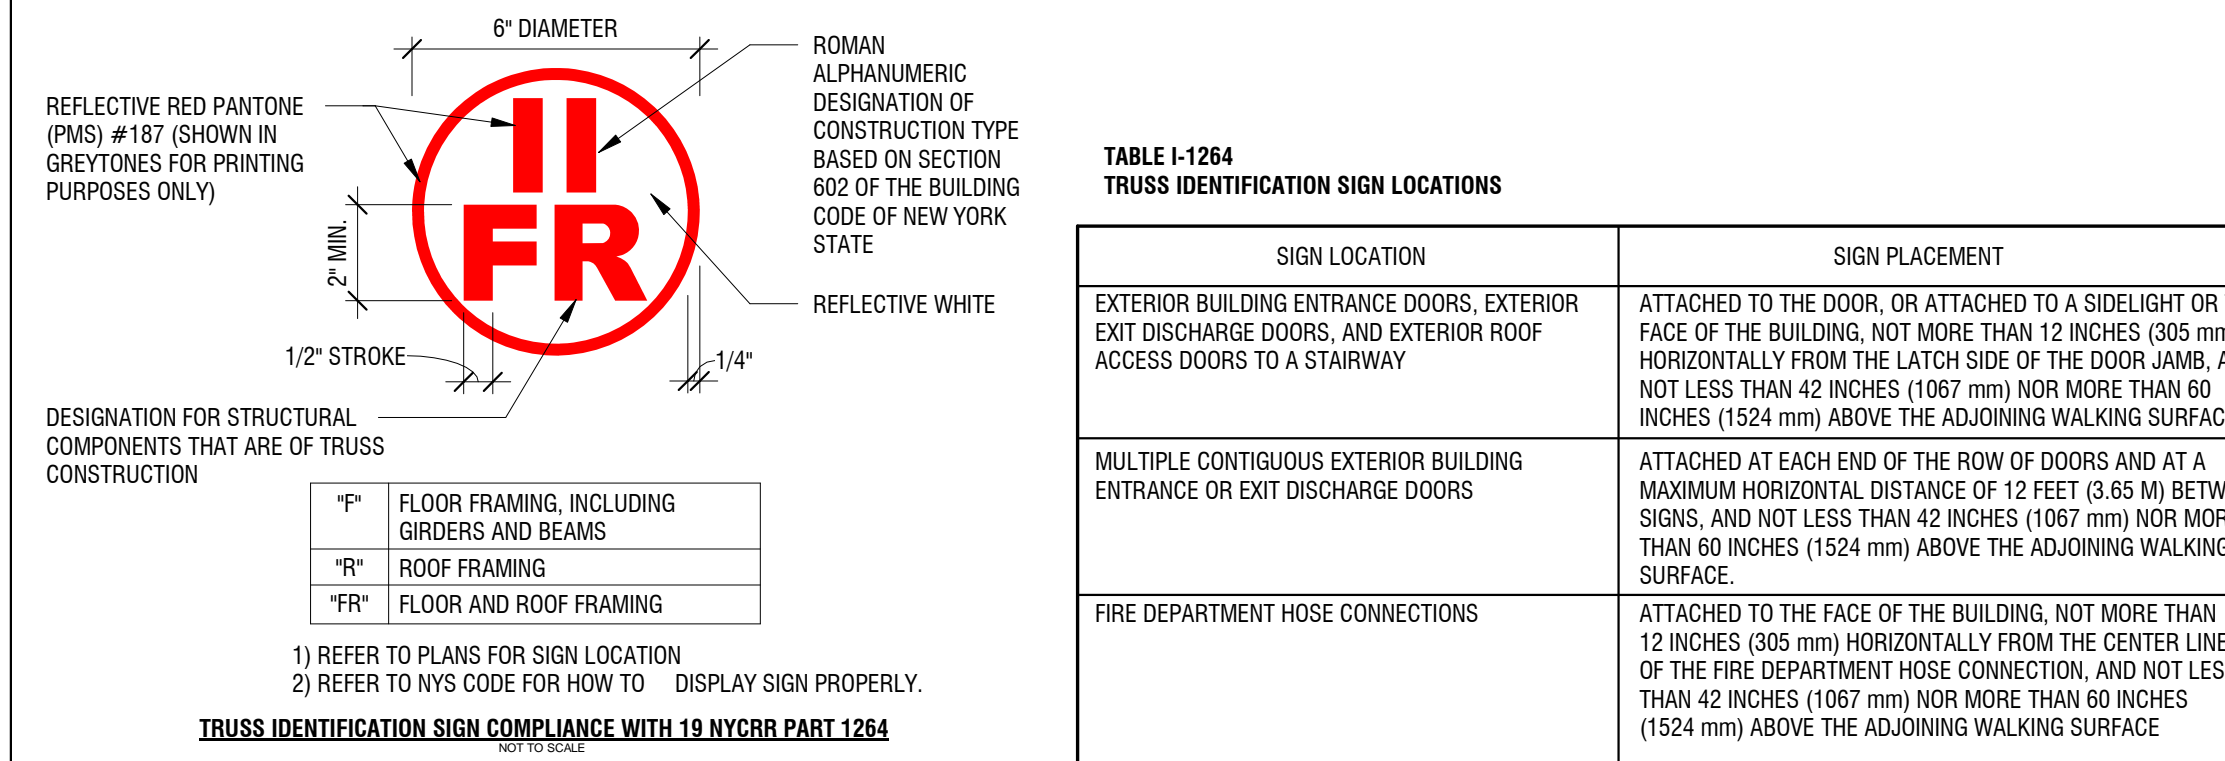 6" DIAMETER
REFLECTIVE RED PANTONE
(PMS) #187 (SHOWN IN
GREYTONES FOR PRINTING
PURPOSES ONLY)
ROMAN
ALPHANUMERIC
DESIGNATION OF
CONSTRUCTION TYPE
BASED ON SECTION
602 OF THE BUILDING
CODE OF NEW YORK
STATE
II
FR
2" MIN.
REFLECTIVE WHITE
1/2" STROKE
1/4"
DESIGNATION FOR STRUCTURAL
COMPONENTS THAT ARE OF TRUSS
CONSTRUCTION
"F" FLOOR FRAMING, INCLUDING
GIRDERS AND BEAMS
"R" ROOF FRAMING
"FR" FLOOR AND ROOF FRAMING
1) REFER TO PLANS FOR SIGN LOCATION
2) REFER TO NYS CODE FOR HOW TO DISPLAY SIGN PROPERLY.
TRUSS IDENTIFICATION SIGN COMPLIANCE WITH 19 NYCRR PART 1264
NOT TO SCALE
TABLE I-1264
TRUSS IDENTIFICATION SIGN LOCATIONS
SIGN LOCATION
SIGN PLACEMENT
EXTERIOR BUILDING ENTRANCE DOORS, EXTERIOR
EXIT DISCHARGE DOORS, AND EXTERIOR ROOF
ACCESS DOORS TO A STAIRWAY
ATTACHED TO THE DOOR, OR ATTACHED TO A SIDELIGHT OR
FACE OF THE BUILDING, NOT MORE THAN 12 INCHES (305 mm
HORIZONTALLY FROM THE LATCH SIDE OF THE DOOR JAMB,
NOT LESS THAN 42 INCHES (1067 mm) NOR MORE THAN 60
INCHES (1524 mm) ABOVE THE ADJOINING WALKING SURFAC
MULTIPLE CONTIGUOUS EXTERIOR BUILDING
ENTRANCE OR EXIT DISCHARGE DOORS
ATTACHED AT EACH END OF THE ROW OF DOORS AND AT A
MAXIMUM HORIZONTAL DISTANCE OF 12 FEET (3.65 M) BETW
SIGNS, AND NOT LESS THAN 42 INCHES (1067 mm) NOR MOR
THAN 60 INCHES (1524 mm) ABOVE THE ADJOINING WALKING
SURFACE.
FIRE DEPARTMENT HOSE CONNECTIONS
ATTACHED TO THE FACE OF THE BUILDING, NOT MORE THAN
12 INCHES (305 mm) HORIZONTALLY FROM THE CENTER LINE
OF THE FIRE DEPARTMENT HOSE CONNECTION, AND NOT LES
THAN 42 INCHES (1067 mm) NOR MORE THAN 60 INCHES
(1524 mm) ABOVE THE ADJOINING WALKING SURFACE